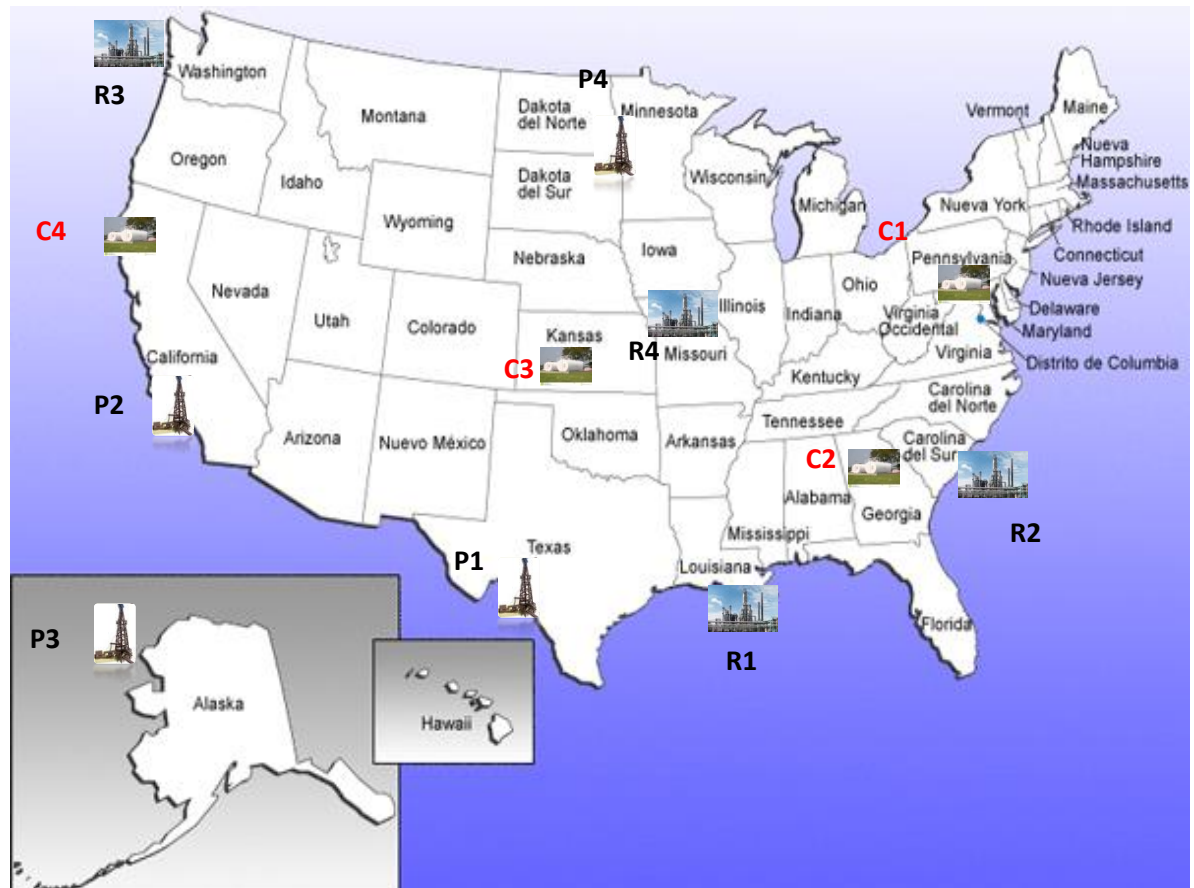 R3
Washington
Montana
Dakota
del Norte
P4
Minnesota
Vermont
Maine
Nueva
Hampshire
Massachusetts
Oregon
Idaho
Dakota
del Sur
Wisconsin
Michigan
Nueva York
Rhode Island
Connecticut
C4
Wyoming
C1
Pennsylvania
Nueva Jersey
Nebraska
Iowa
Nevada
Utah
Colorado
Kansas
Illinois
Indiana
Ohio
Virginia
Occidental
Delaware
Maryland
Virginia
Distrito de Columbia
California
C3
R4
Missouri
Kentucky
P2
Arizona
Nuevo México
Oklahoma
Arkansas
Tennessee
Carolina
del Norte
C2
Carolina
del Sur
Alabama
Georgia
Mississippi
R2
P1
Texas
Louisiana
Florida
R1
P3
Alaska
Hawaii